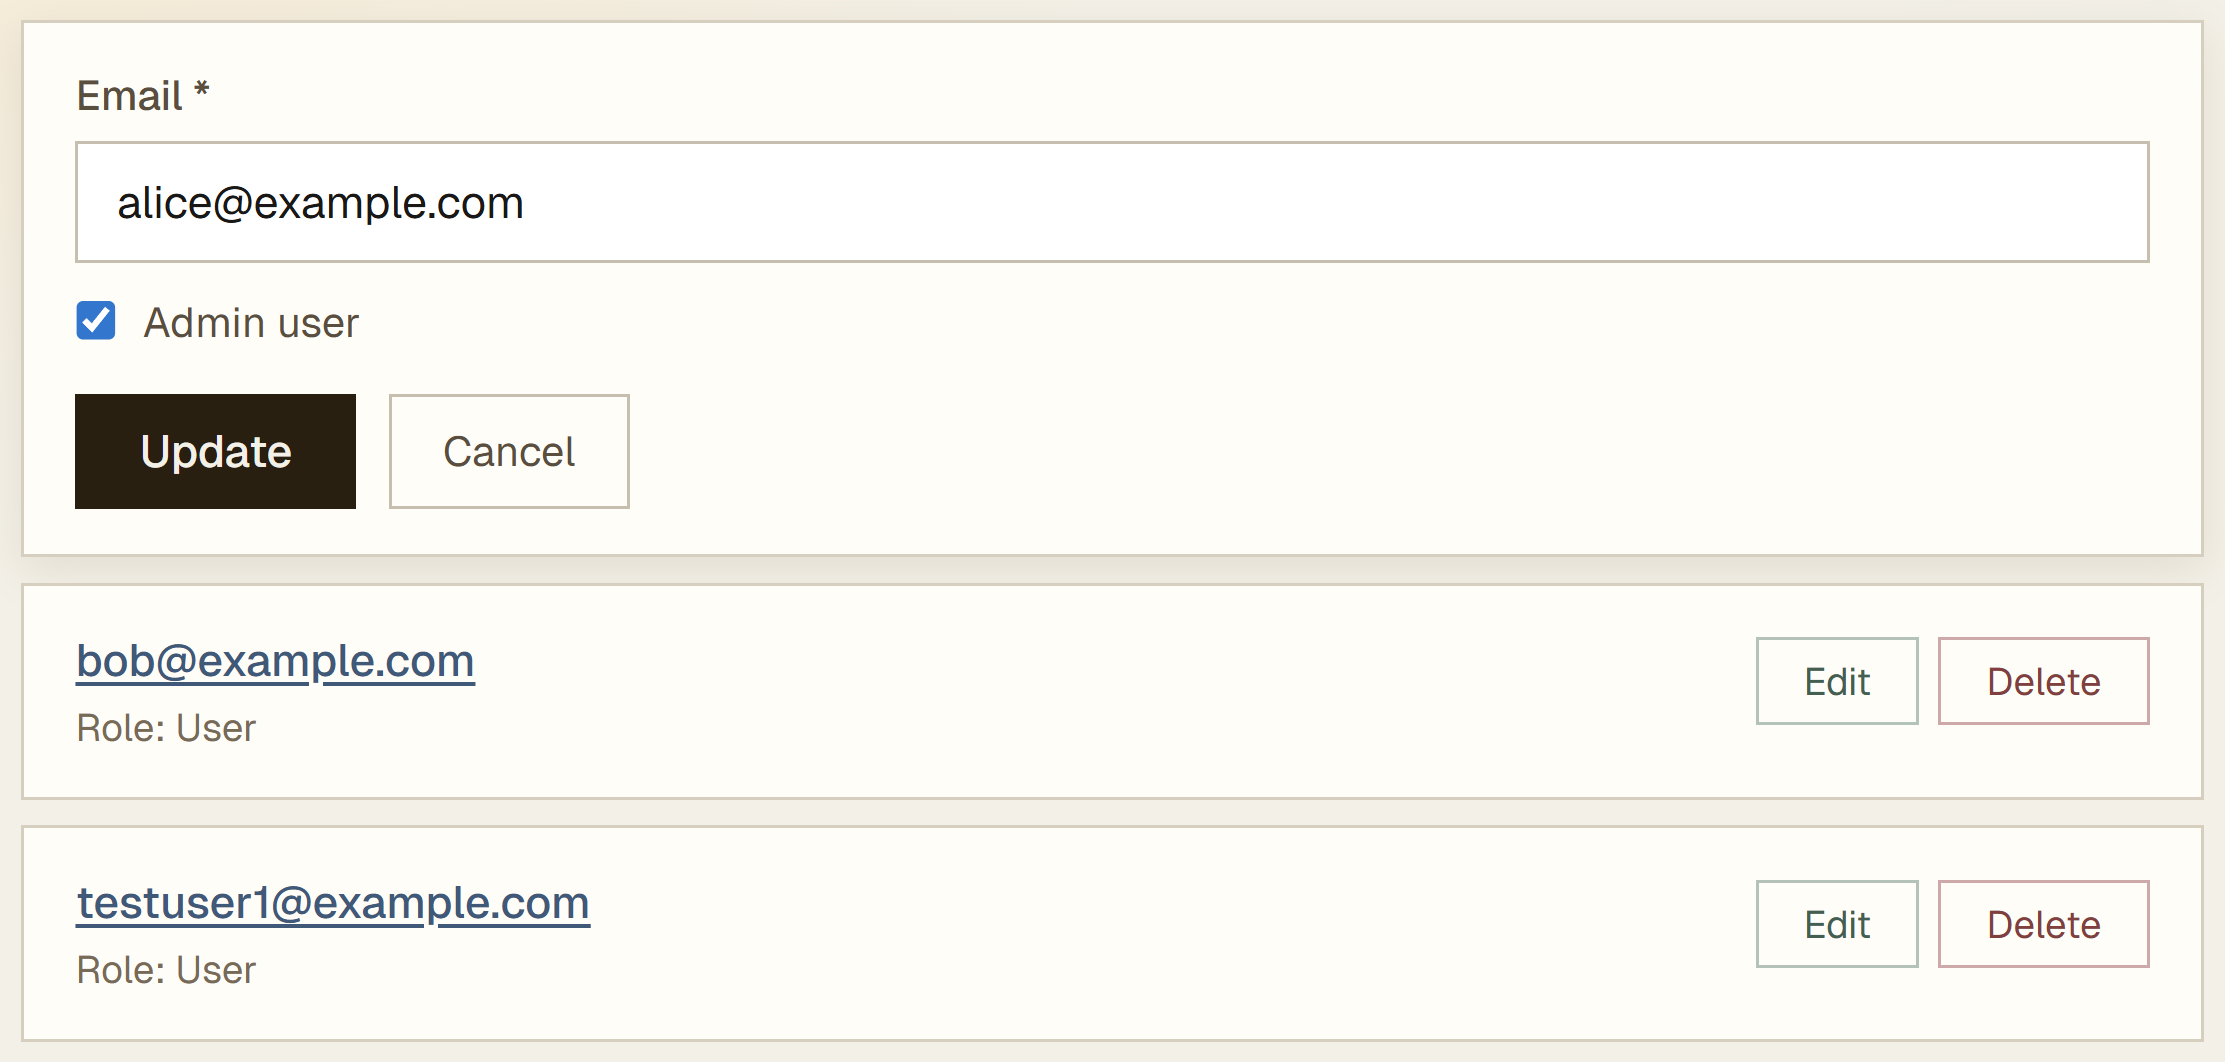 Email *
alice@example.com
Admin user
Update Cancel
bob@example.com
Role: User
Edit Delete
testuser1@example.com
Role: User
Edit Delete